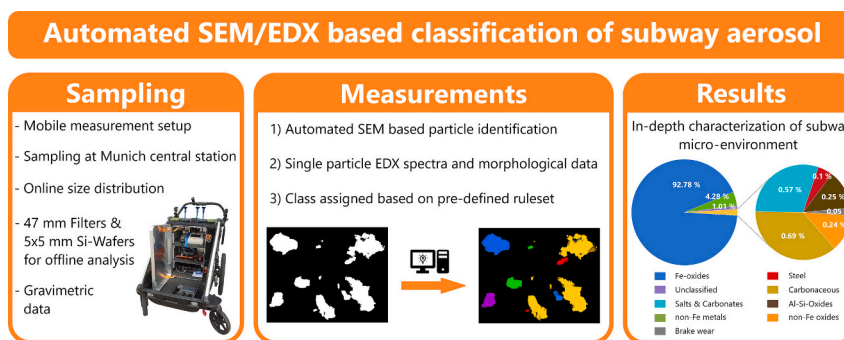 Automated SEM/EDX based classification of subway aerosol
Sampling
- Mobile measurement setup
- Sampling at Munich central station
- Online size distribution
- 47 mm Filters &
5x5 mm Si-Wafers
for offline analysis
- Gravimetric
data
Measurements
1) Automated SEM based particle identification
2) Single particle EDX spectra and morphological data
3) Class assigned based on pre-defined ruleset
Results
In-depth characterization of subway
micro-environment
92.78 %
4.28 %
1.01 %
0.57 %
0.1 %
0.25 %
0.05
0.24 %
0.69 %
Fe-oxides
Unclassified
Salts & Carbonates
non-Fe metals
Brake wear
Steel
Carbonaceous
Al-Si-Oxides
non-Fe oxides